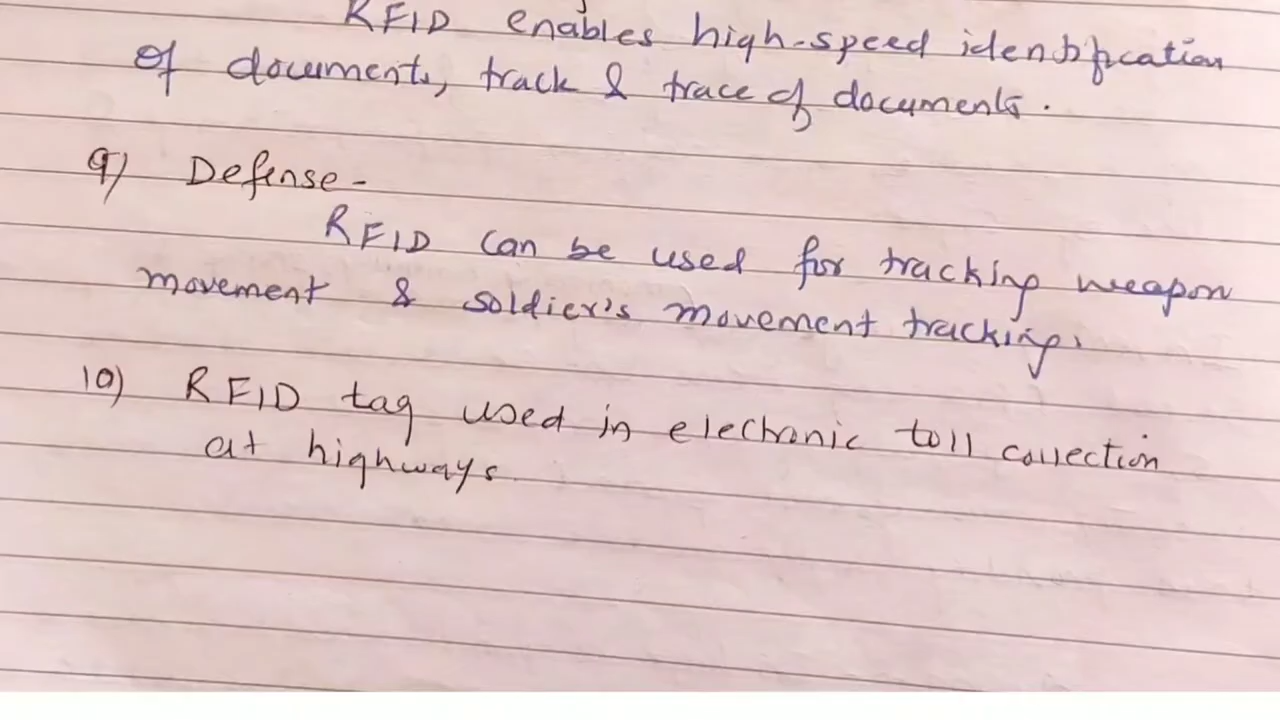 RFID enables high-speed identification
of documents, track & trace of documents.
9) Defense -
RFID can be used for tracking weapon
movement & soldier's movement tracking.
10) RFID tag used in electronic toll collection
at highways.